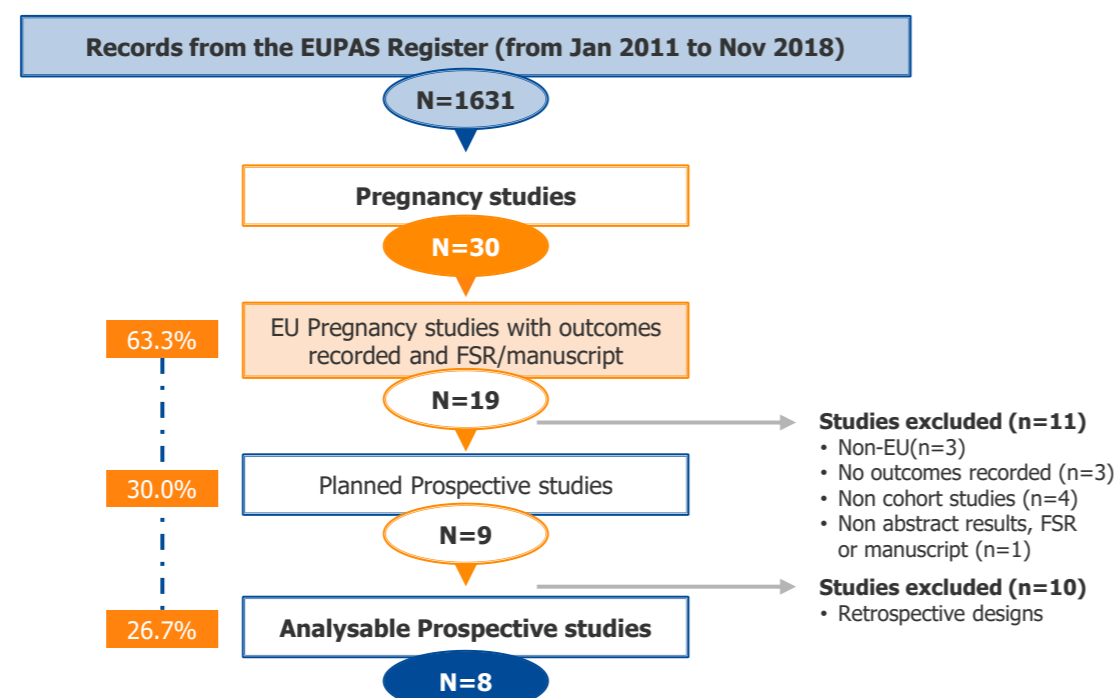 Records from the EUPAS Register (from Jan 2011 to Nov 2018)
N=1631
Pregnancy studies
N=30
63.3%
EU Pregnancy studies with outcomes
recorded and FSR/manuscript
N=19
Studies excluded (n=11)
• Non-EU(n=3)
• No outcomes recorded (n=3)
• Non cohort studies (n=4)
• Non abstract results, FSR
or manuscript (n=1)
30.0%
Planned Prospective studies
N=9
Studies excluded (n=10)
• Retrospective designs
26.7%
Analysable Prospective studies
N=8